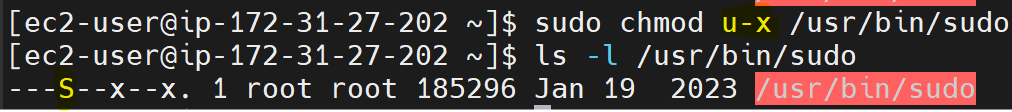 [ec2-user@ip-172-31-27-202 ~]$ sudo chmod u-x /usr/bin/sudo
[ec2-user@ip-172-31-27-202 ~]$ ls -l /usr/bin/sudo
---S--x--x. 1 root root 185296 Jan 19  2023 /usr/bin/sudo